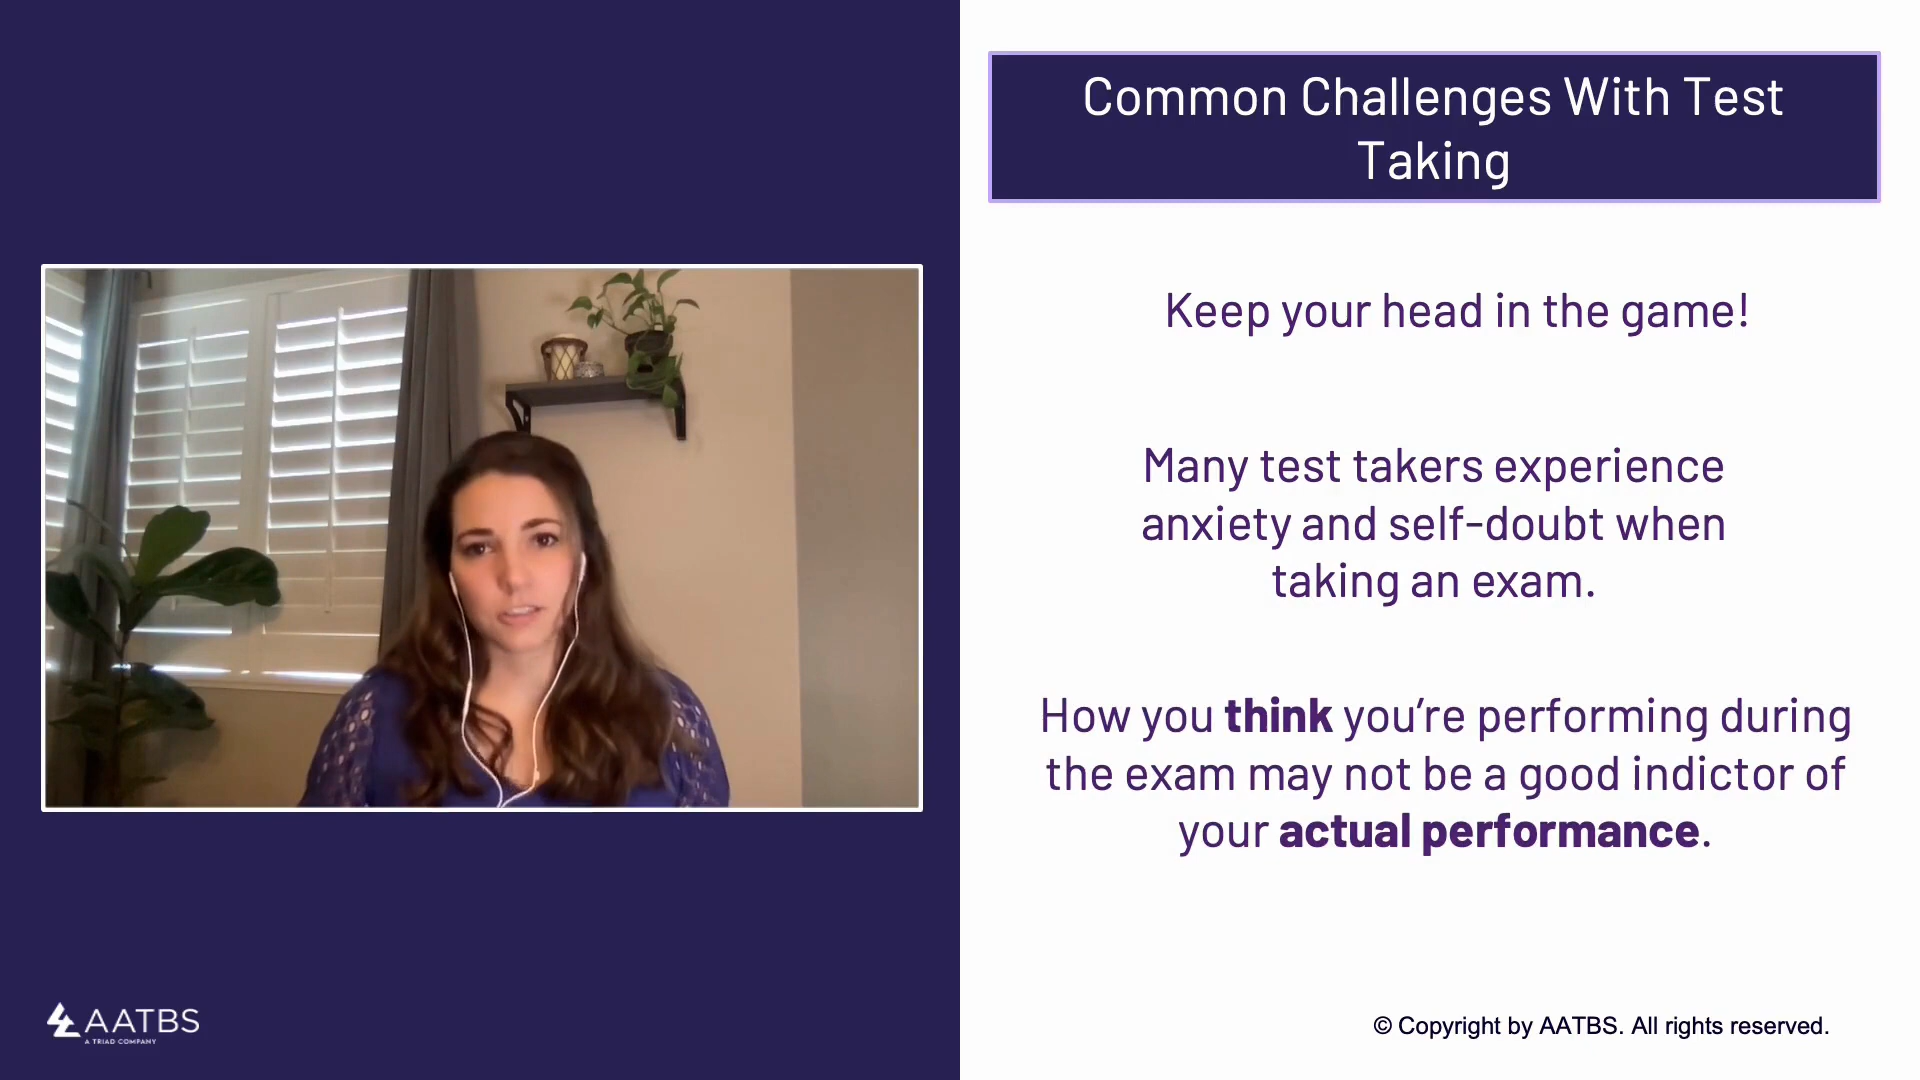 Common Challenges With Test
Taking
Keep your head in the game!
Many test takers experience
anxiety and self-doubt when
taking an exam.
How you think you’re performing during
the exam may not be a good indictor of
your actual performance.
AATBS
A TRIAD COMPANY
© Copyright by AATBS. All rights reserved.